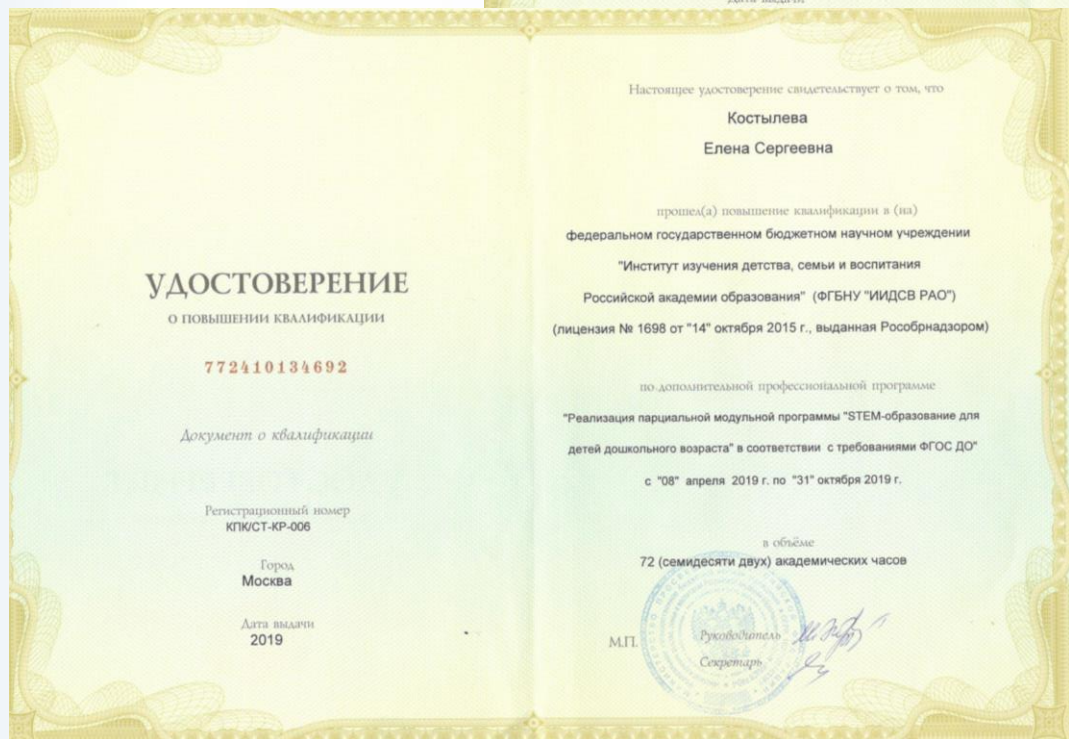 Дата выдачи
УДОСТОВЕРЕНИЕ
О ПОВЫШЕНИИ КВАЛИФИКАЦИИ
772410134692
Документ о квалификации
Регистрационный номер
КПК/СТ-КР-006
Город
Москва
Дата выдачи
2019
Настоящее удостоверение свидетельствует о том, что
Костылева
Елена Сергеевна
прошел(а) повышение квалификации в (на)
федеральном государственном бюджетном научном учреждении
"Институт изучения детства, семьи и воспитания
Российской академии образования" (ФГБНУ "ИИДСВ РАО")
(лицензия № 1698 от "14" октября 2015 г., выданная Рособрнадзором)
по дополнительной профессиональной программе
"Реализация парциальной модульной программы "STEM-образование для
детей дошкольного возраста" в соответствии с требованиями ФГОС ДО"
с "08" апреля 2019 г. по "31" октября 2019 г.
в объёме
72 (семидесяти двух) академических часов
М.П.
Руководитель
Секретарь